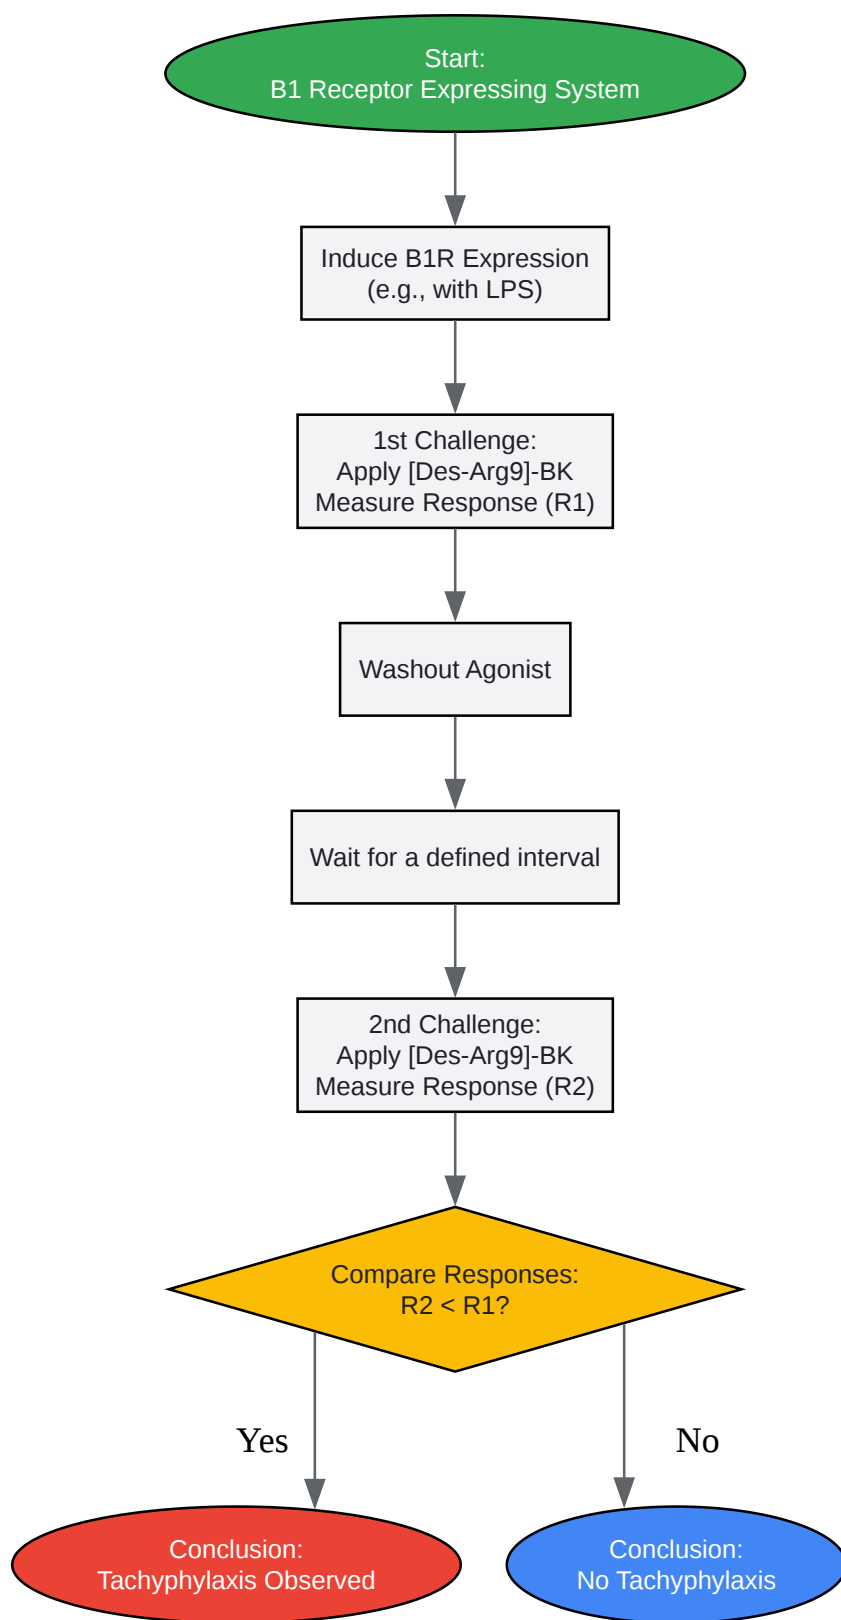 Start:
B1 Receptor Expressing System
Induce B1R Expression
(e.g., with LPS)
1st Challenge:
Apply [Des-Arg9]-BK
Measure Response (R1)
Washout Agonist
Wait for a defined interval
2nd Challenge:
Apply [Des-Arg9]-BK
Measure Response (R2)
Compare Responses:
R2 < R1?
Yes
No
Conclusion:
Tachyphylaxis Observed
Conclusion:
No Tachyphylaxis